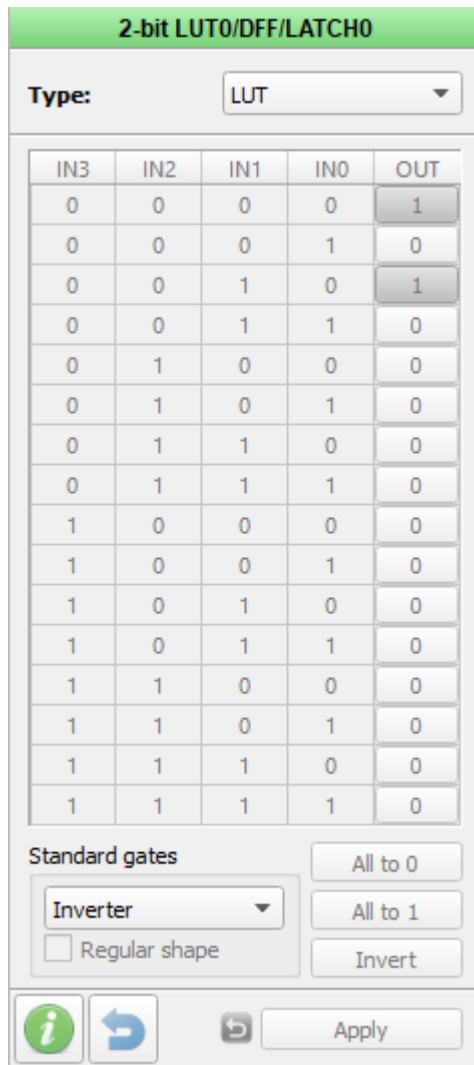 2-bit LUT0/DFF/LATCH0
Type: LUT
IN3 IN2 IN1 IN0 OUT
0 0 0 0 1
0 0 0 1 0
0 0 1 0 1
0 0 1 1 0
0 1 0 0 0
0 1 0 1 0
0 1 1 0 0
0 1 1 1 0
1 0 0 0 0
1 0 0 1 0
1 0 1 0 0
1 0 1 1 0
1 1 0 0 0
1 1 0 1 0
1 1 1 0 0
1 1 1 1 0
Standard gates
All to 0
Inverter
All to 1
Regular shape
Invert
i
Apply